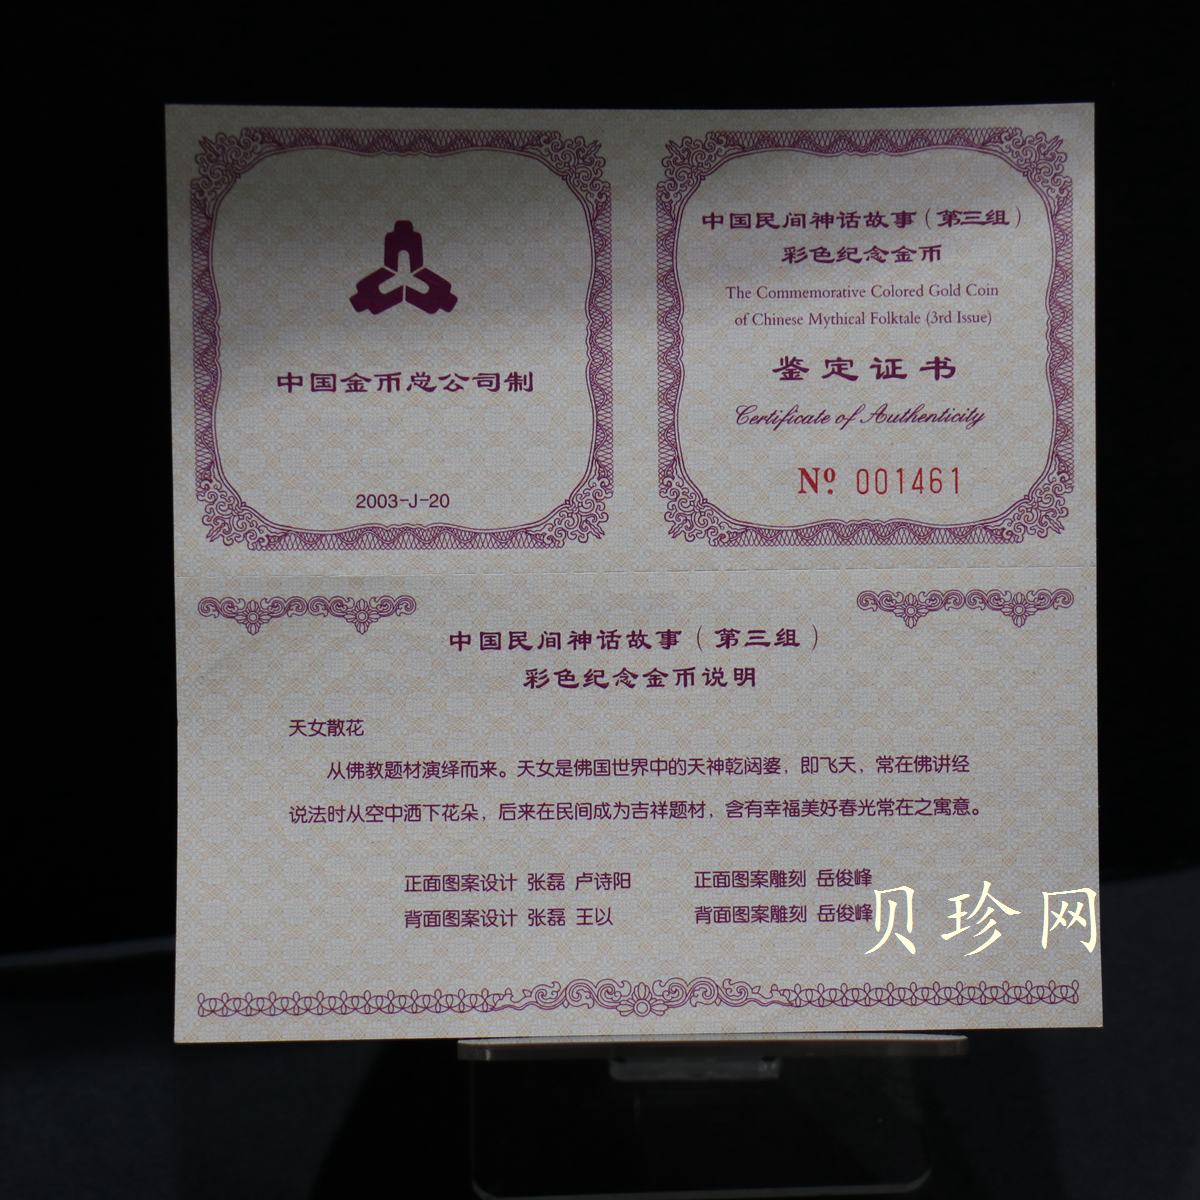 中国金币总公司制
2003-J-20
中国民间神话故事（第三组）
彩色纪念金币
The Commemorative Colored Gold Coin
of Chinese Mythical Folktale (3rd Issue)
鉴定证书
Certificate of Authenticity
Nº 001461
中国民间神话故事（第三组）
彩色纪念金币说明
天女散花
从佛教题材演绎而来。天女是佛国世界中的天神乾闼婆，即飞天，常在佛讲经
说法时从空中洒下花朵，后来在民间成为吉祥题材，含有幸福美好春光常在之寓意。
正面图案设计 张磊 卢诗阳 正面图案雕刻 岳俊峰
背面图案设计 张磊 王以 背面图案雕刻 岳俊峰
贝珍网